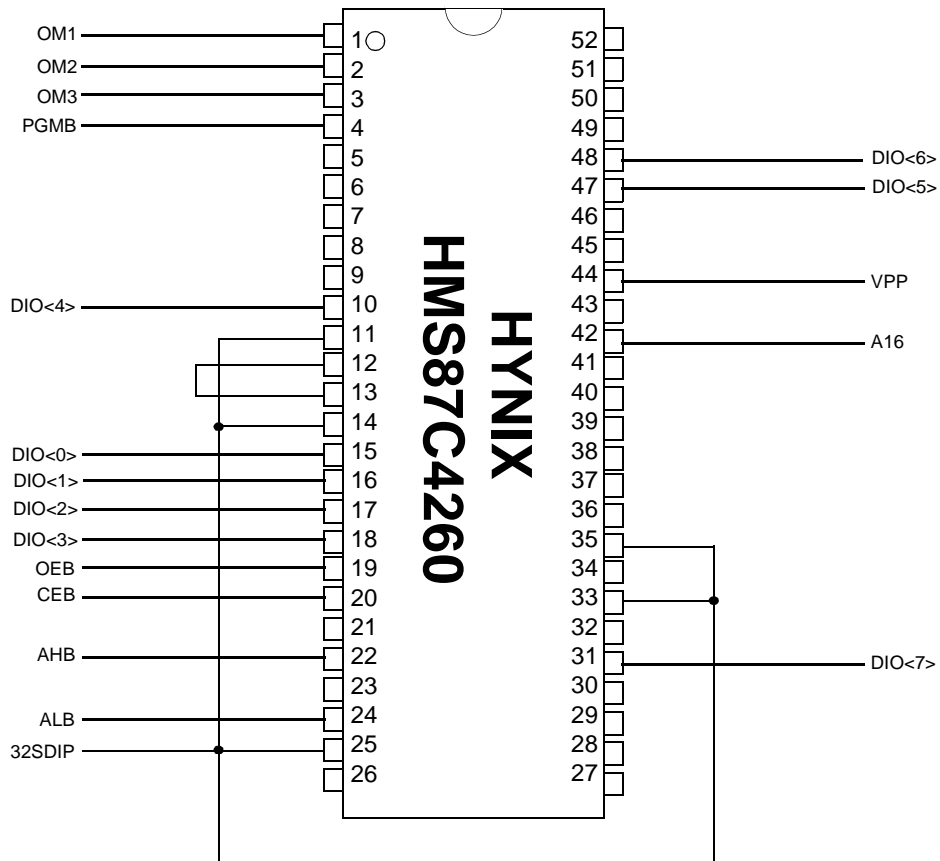 OM1
OM2
OM3
PGMB
DIO<4>
DIO<0>
DIO<1>
DIO<2>
DIO<3>
OEB
CEB
AHB
ALB
32SDIP
1
2
3
4
5
6
7
8
9
10
11
12
13
14
15
16
17
18
19
20
21
22
23
24
25
26
HYNIX
HMS87C4260
52
51
50
49
48
47
46
45
44
43
42
41
40
39
38
37
36
35
34
33
32
31
30
29
28
27
DIO<6>
DIO<5>
VPP
A16
DIO<7>